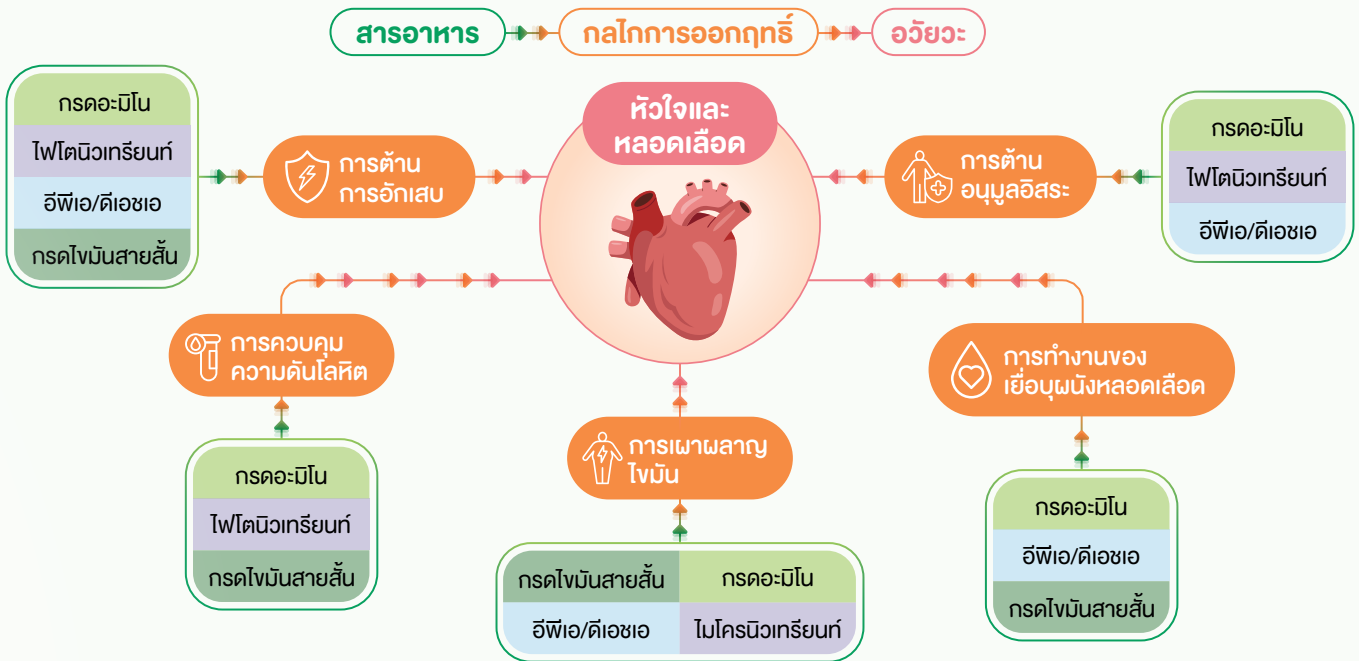 สารอาหาร
กลไกการออกฤทธิ์
อวัยวะ
หัวใจและ
หลอดเลือด
กรดอะมิโน
ไฟโตนิวเทรียนท์
อีพีเอ/ดีเอชเอ
กรดไขมันสายสั้น
การต้าน
การอักเสบ
การต้าน
อนุมูลอิสระ
กรดอะมิโน
ไฟโตนิวเทรียนท์
อีพีเอ/ดีเอชเอ
การควบคุม
ความดันโลหิต
กรดอะมิโน
ไฟโตนิวเทรียนท์
กรดไขมันสายสั้น
การเผาผลาญ
ไขมัน
กรดไขมันสายสั้น
กรดอะมิโน
อีพีเอ/ดีเอชเอ
ไมโครนิวเทรียนท์
การทำงานของ
เยื่อบุผนังหลอดเลือด
กรดอะมิโน
อีพีเอ/ดีเอชเอ
กรดไขมันสายสั้น